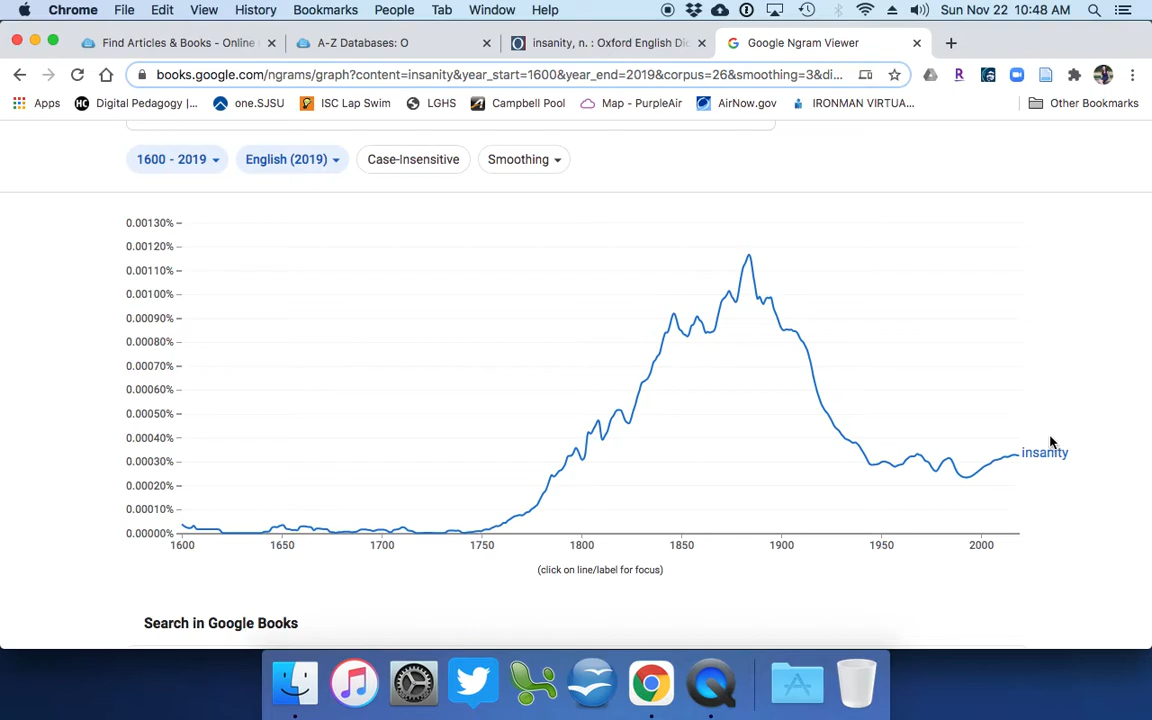 Chrome File Edit View History Bookmarks People Tab Window Help Sun Nov 22 10:48 AM
Find Articles & Books - Online A-Z Databases: O insanity, n. : Oxford English Dic Google Ngram Viewer
books.google.com/ngrams/graph?content=insanity&year_start=1600&year_end=2019&corpus=26&smoothing=3&di...
Apps Digital Pedagogy |... one.SJSU ISC Lap Swim LGHS Campbell Pool Map - PurpleAir AirNow.gov IRONMAN VIRTUA... Other Bookmarks
1600 - 2019 English (2019) Case-Insensitive Smoothing
0.00130%
0.00120%
0.00110%
0.00100%
0.00090%
0.00080%
0.00070%
0.00060%
0.00050%
0.00040%
insanity
0.00030%
0.00020%
0.00010%
0.00000%
1600 1650 1700 1750 1800 1850 1900 1950 2000
(click on line/label for focus)
Search in Google Books